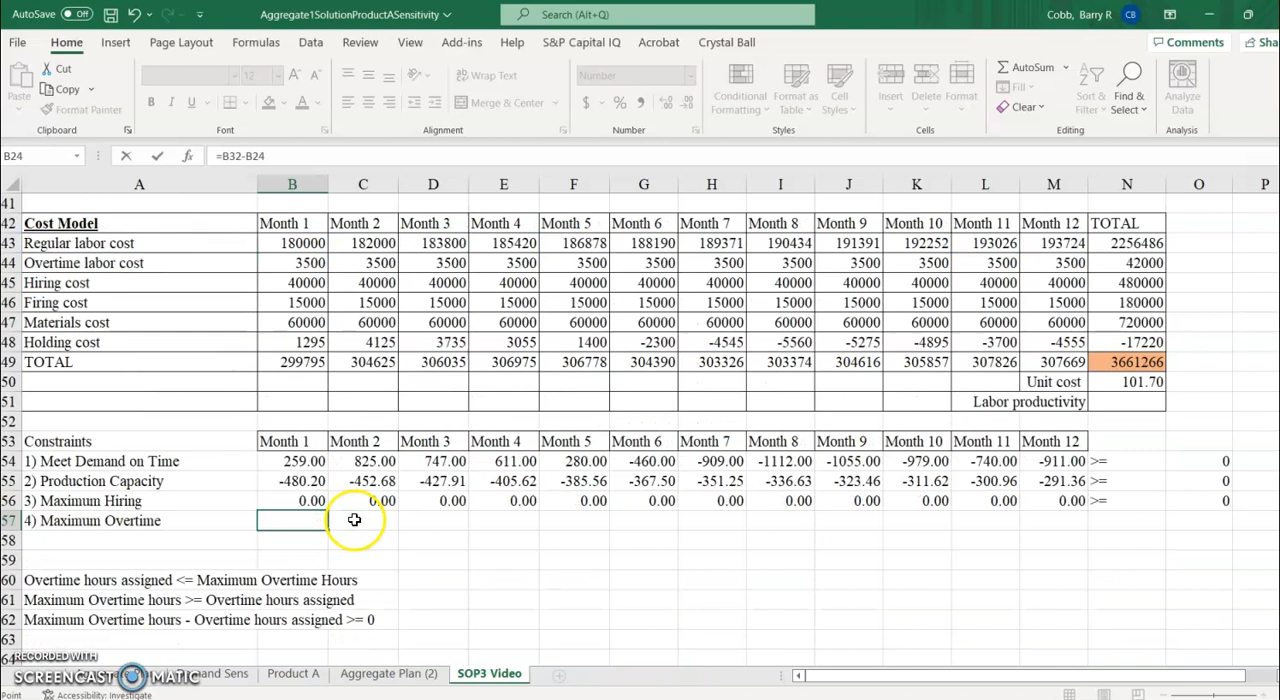 AutoSave Off Aggregate1SolutionProductASensitivity Search (Alt+Q) Cobb, Barry R CB
File Home Insert Page Layout Formulas Data Review View Add-ins Help S&P Capital IQ Acrobat Crystal Ball Comments Sha
Paste Cut Copy Format Painter 12 Wrap Text Merge & Center Number Conditional Formatting Format as Table Cell Styles Insert Delete Format AutoSum Fill Clear Sort & Filter Find & Select Analyze Data
Clipboard Font Alignment Number Styles Cells Editing Analysis
B24 fx =B32-B24
A B C D E F G H I J K L M N O P
41
42 Cost Model Month 1 Month 2 Month 3 Month 4 Month 5 Month 6 Month 7 Month 8 Month 9 Month 10 Month 11 Month 12 TOTAL
43 Regular labor cost 180000 182000 183800 185420 186878 188190 189371 190434 191391 192252 193026 193724 2256486
44 Overtime labor cost 3500 3500 3500 3500 3500 3500 3500 3500 3500 3500 3500 3500 42000
45 Hiring cost 40000 40000 40000 40000 40000 40000 40000 40000 40000 40000 40000 40000 480000
46 Firing cost 15000 15000 15000 15000 15000 15000 15000 15000 15000 15000 15000 15000 180000
47 Materials cost 60000 60000 60000 60000 60000 60000 60000 60000 60000 60000 60000 60000 720000
48 Holding cost 1295 4125 3735 3055 1400 -2300 -4545 -5560 -5275 -4895 -3700 -4555 -17220
49 TOTAL 299795 304625 306035 306975 306778 304390 303326 303374 304616 305857 307826 307669 3661266
50 Unit cost 101.70
51 Labor productivity
52
53 Constraints Month 1 Month 2 Month 3 Month 4 Month 5 Month 6 Month 7 Month 8 Month 9 Month 10 Month 11 Month 12
54 1) Meet Demand on Time 259.00 825.00 747.00 611.00 280.00 -460.00 -909.00 -1112.00 -1055.00 -979.00 -740.00 -911.00 >= 0
55 2) Production Capacity -480.20 -452.68 -427.91 -405.62 -385.56 -367.50 -351.25 -336.63 -323.46 -311.62 -300.96 -291.36 >= 0
56 3) Maximum Hiring 0.00 0.00 0.00 0.00 0.00 0.00 0.00 0.00 0.00 0.00 0.00 0.00 >= 0
57 4) Maximum Overtime
58
59
60 Overtime hours assigned <= Maximum Overtime Hours
61 Maximum Overtime hours >= Overtime hours assigned
62 Maximum Overtime hours - Overtime hours assigned >= 0
63
64
RECORDED WITH
SCREENCAST MATIC
Sens Product A Aggregate Plan (2) SOP3 Video
Point Accessibility: Investigate